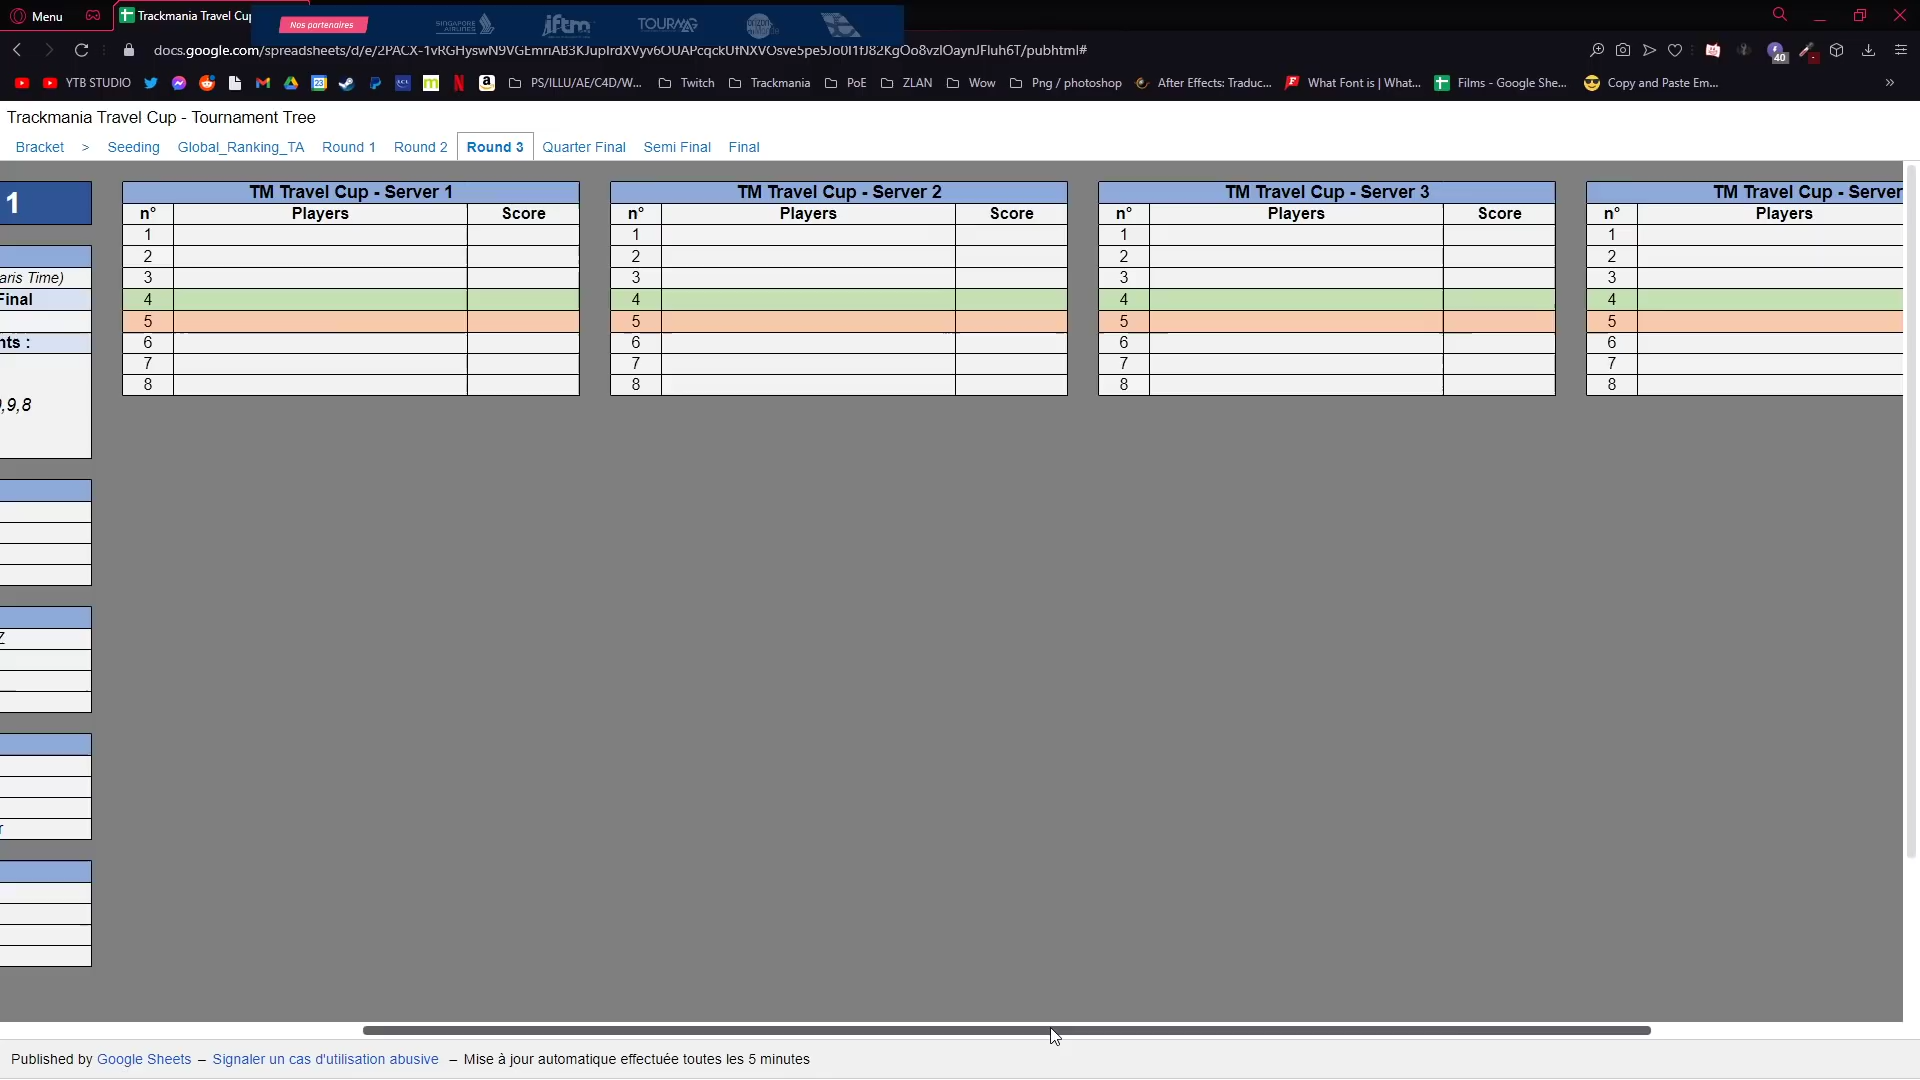 Menu
Trackmania Travel Cup
Nos partenaires
SINGAPORE AIRLINES
iftm
TOURMAG
docs.google.com/spreadsheets/d/e/
/pubhtml#
YTB STUDIO
23
PS/ILLU/AE/C4D/W...
Twitch
Trackmania
PoE
ZLAN
Wow
Png / photoshop
After Effects: Traduc...
What Font is | What...
Films - Google She...
Copy and Paste Em...
»
40
Trackmania Travel Cup - Tournament Tree
Bracket > Seeding Global_Ranking_TA Round 1 Round 2 Round 3 Quarter Final Semi Final Final
1
aris Time)
Final
nts :
,9,8
Z
r
TM Travel Cup - Server 1
n° Players Score
1
2
3
4
5
6
7
8
TM Travel Cup - Server 2
n° Players Score
1
2
3
4
5
6
7
8
TM Travel Cup - Server 3
n° Players Score
1
2
3
4
5
6
7
8
TM Travel Cup - Server
n° Players
1
2
3
4
5
6
7
8
Published by Google Sheets – Signaler un cas d'utilisation abusive – Mise à jour automatique effectuée toutes les 5 minutes